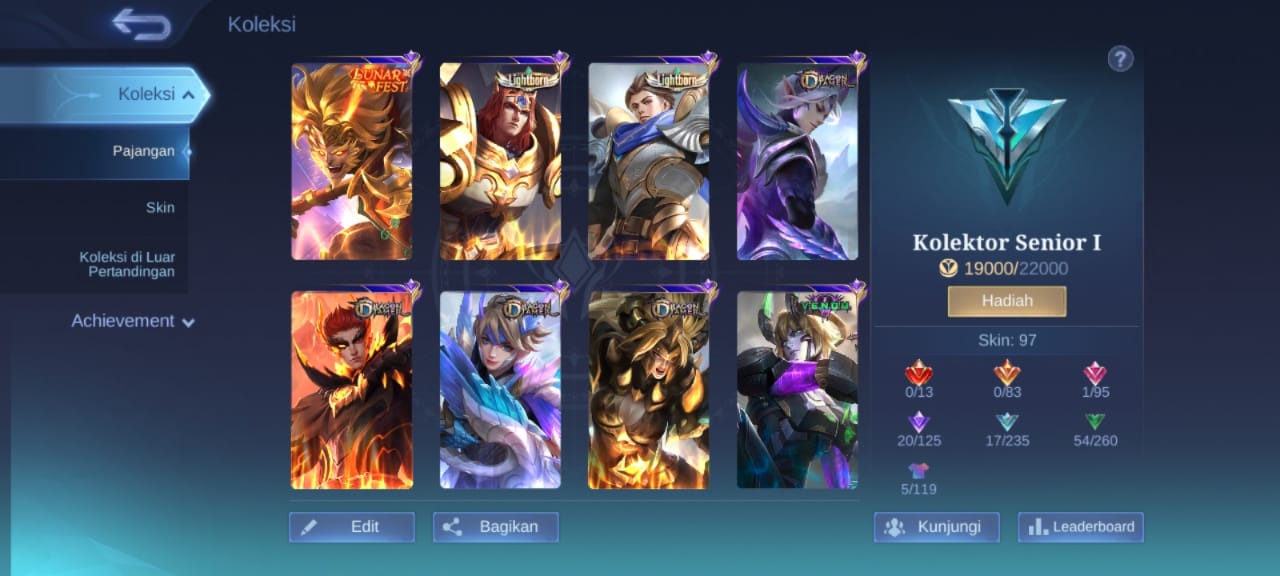 Koleksi
Koleksi
Pajangan
Skin
Koleksi di Luar
Pertandingan
Achievement
LUNAR
FEST
Lightborn
Lightborn
DRAGON
TAMER
DRAGON
TAMER
DRAGON
TAMER
DRAGON
TAMER
V.E.N.O.M.
?
Kolektor Senior I
19000/22000
Hadiah
Skin: 97
0/13
0/83
1/95
20/125
17/235
54/260
5/119
Edit
Bagikan
Kunjungi
Leaderboard